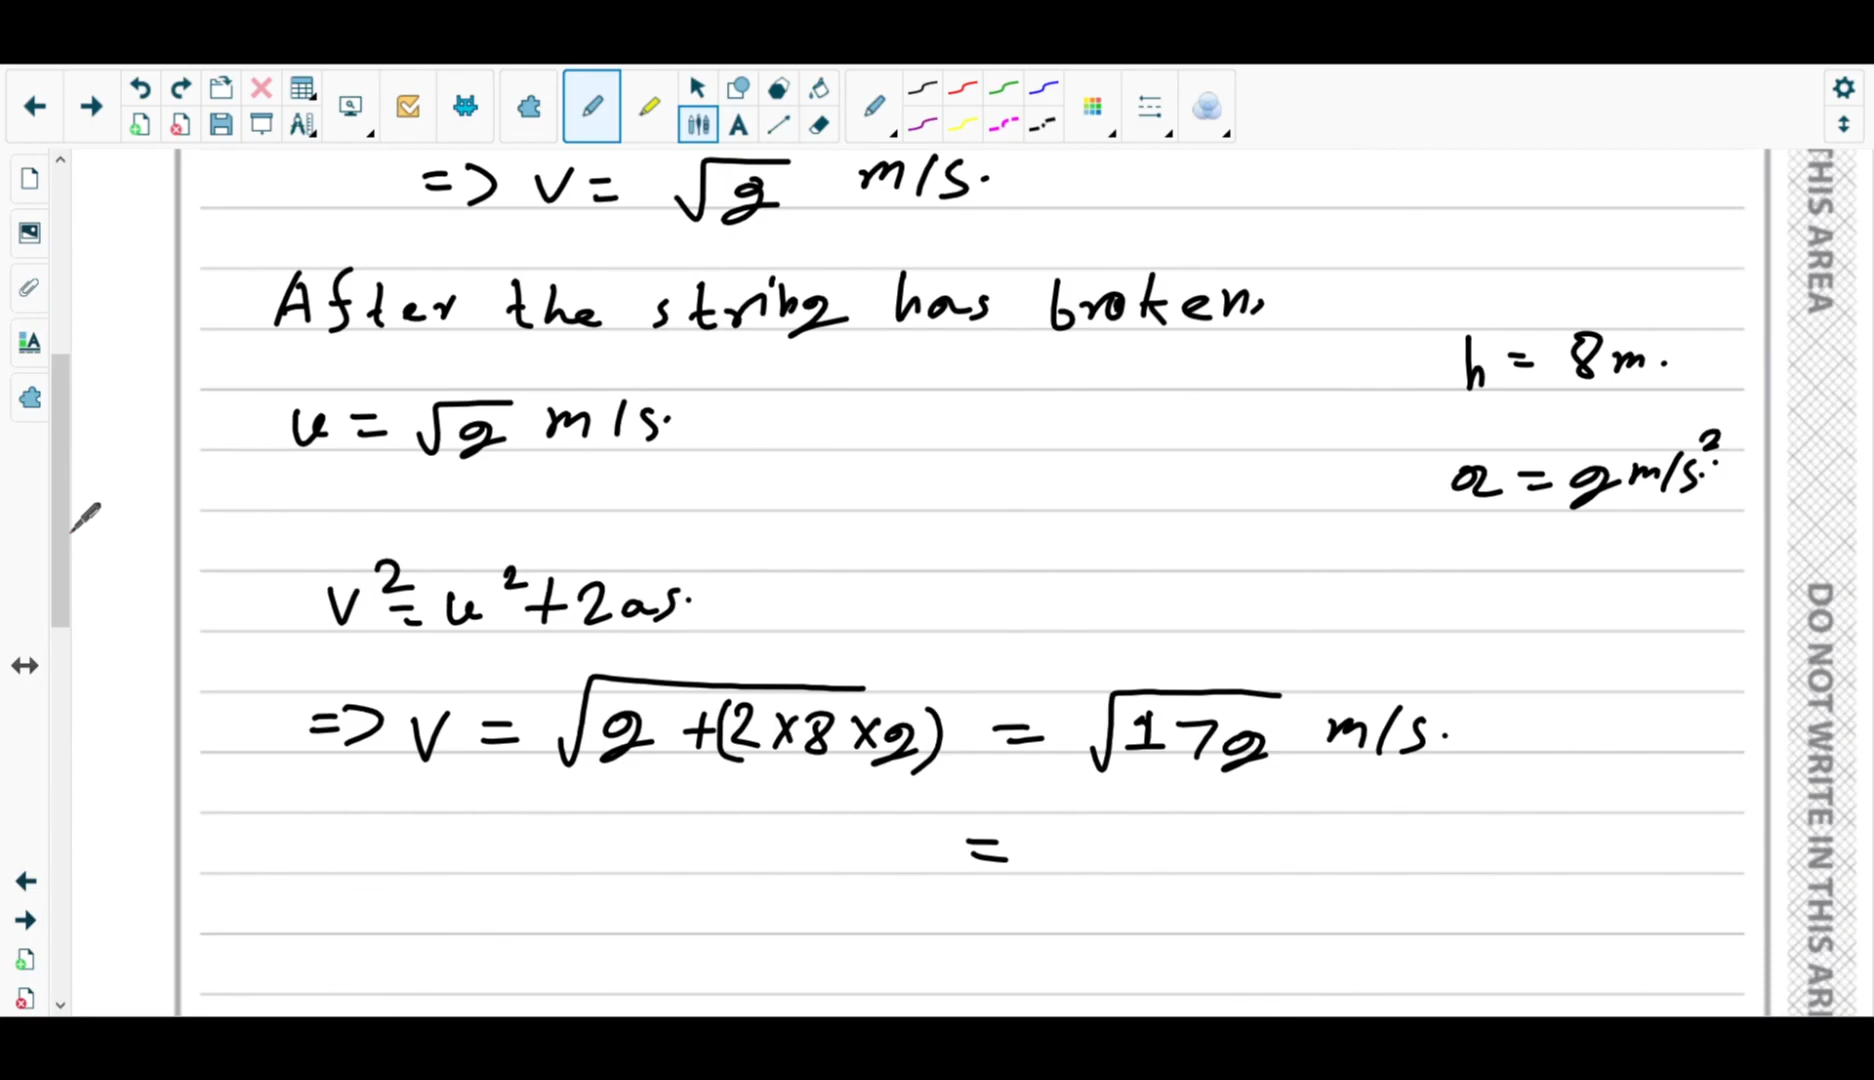 => v = √g m/s.
After the string has broken,
h = 8m.
u = √g m/s.
a = g m/s².
v² = u² + 2as.
=> v = √g + (2×8×g) = √17g m/s.
=
THIS AREA
DO NOT WRITE IN THIS ARE